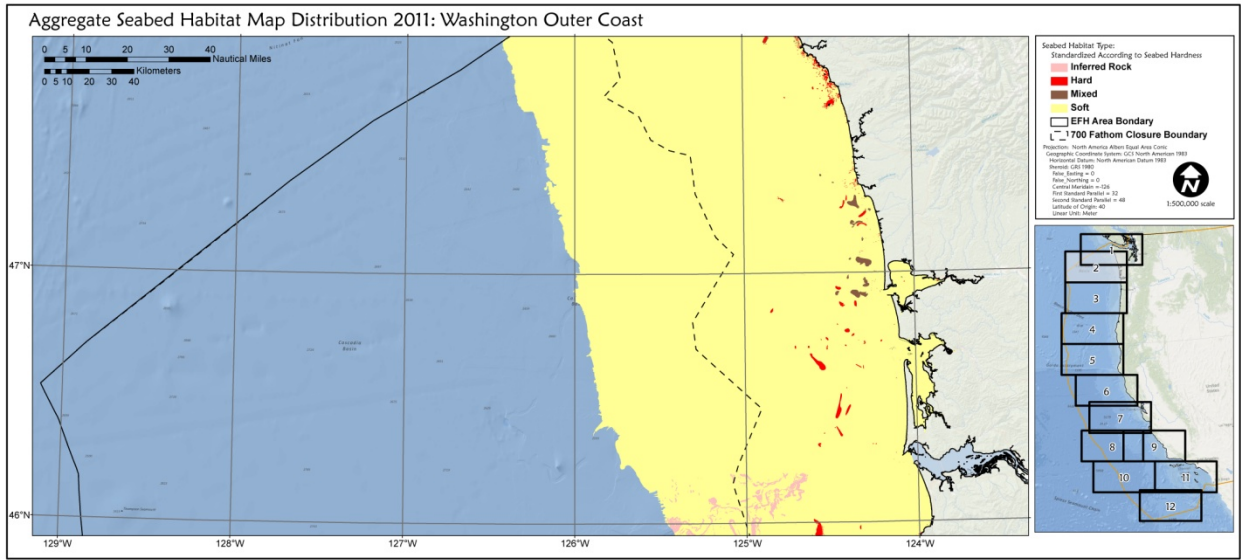 Aggregate Seabed Habitat Map Distribution 2011: Washington Outer Coast
0 5 10 20 30 40
Nautical Miles
Kilometers
0 5 10 20 30 40
47°N
46°N
129°W 128°W 127°W 126°W 125°W 124°W
Cascadia
Basin
Seabed Habitat Type:
Standardized According to Seabed Hardness
Inferred Rock
Hard
Mixed
Soft
EFH Area Bondary
700 Fathom Closure Boundary
Projection: North America Albers Equal Area Conic
Geographic Coordinate System: GCS North American 1983
Horizontal Datum: North American Datum 1983
False_Easting = 0
False_Northing = 0
Central Meridain = -126
First Standard Parallel = 32
Second Standard Parallel = 48
Latitude of Origin: 40
Linear Unit: Meter
N
1:500,000 scale
1
2
3
4
5
6
7
8 9
10 11
12